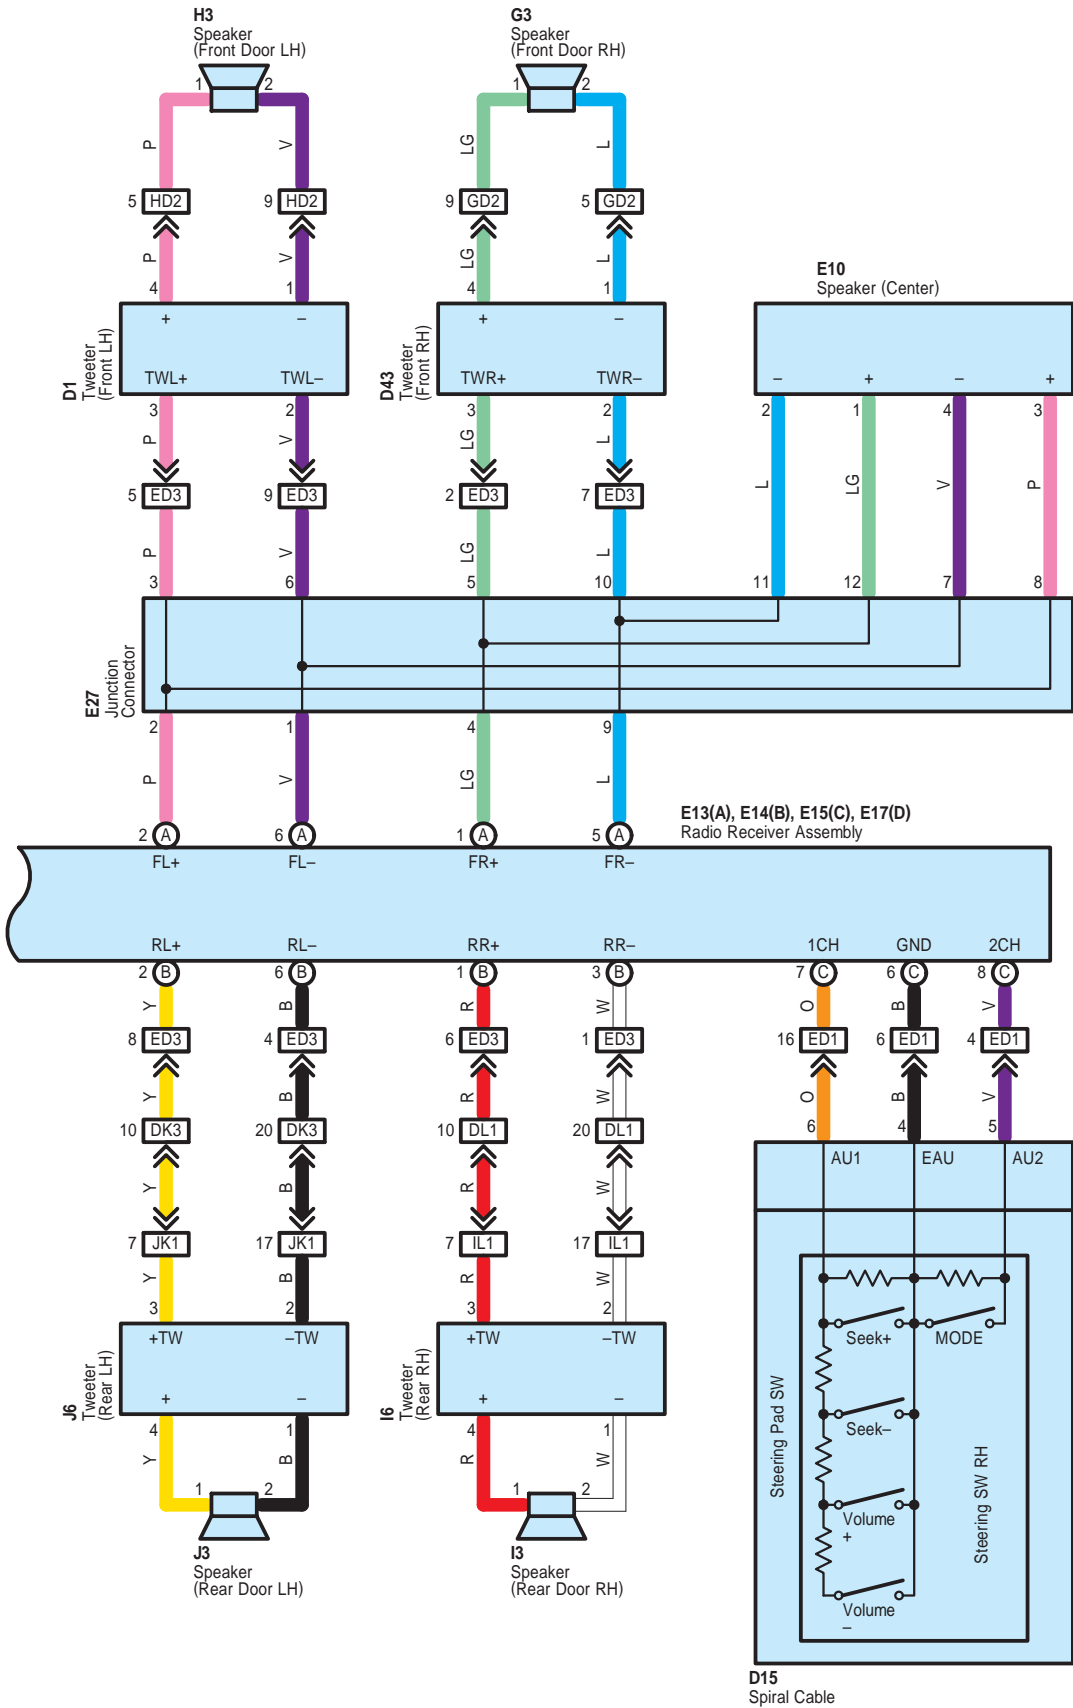 H3
Speaker
(Front Door LH)
G3
Speaker
(Front Door RH)
1 2 1 2
P V LG L
5 HD2 9 HD2 9 GD2 5 GD2
P V LG L
4 1 4 1
E10
Speaker (Center)
+ – + –
D1
Tweeter
(Front LH)
TWL+ TWL–
D43
Tweeter
(Front RH)
TWR+ TWR–
– + – +
3 2 3 2 2 1 4 3
P V LG L
5 ED3 9 ED3 2 ED3 7 ED3
L LG V P
P V LG L
3 6 5 10 11 12 7 8
E27
Junction
Connector
2 1 4 9
P V LG L
E13(A), E14(B), E15(C), E17(D)
Radio Receiver Assembly
2 A 6 A 1 A 5 A
FL+ FL– FR+ FR–
RL+ RL– RR+ RR– 1CH GND 2CH
2 B 6 B 1 B 3 B 7 C 6 C 8 C
Y B R W O B V
8 ED3 4 ED3 6 ED3 1 ED3 16 ED1 6 ED1 4 ED1
Y B R W O B V
10 DK3 20 DK3 10 DL1 20 DL1
6 4 5
AU1 EAU AU2
Y B R W
7 JK1 17 JK1 7 IL1 17 IL1
Y B R W
3 2 3 2
+TW –TW +TW –TW
J6
Tweeter
(Rear LH)
+ –
I6
Tweeter
(Rear RH)
+ –
4 1 4 1
Y B R W
1 2 1 2
J3
Speaker
(Rear Door LH)
I3
Speaker
(Rear Door RH)
Seek+ MODE
Seek–
Volume
+
Volume
–
Steering Pad SW
Steering SW RH
D15
Spiral Cable